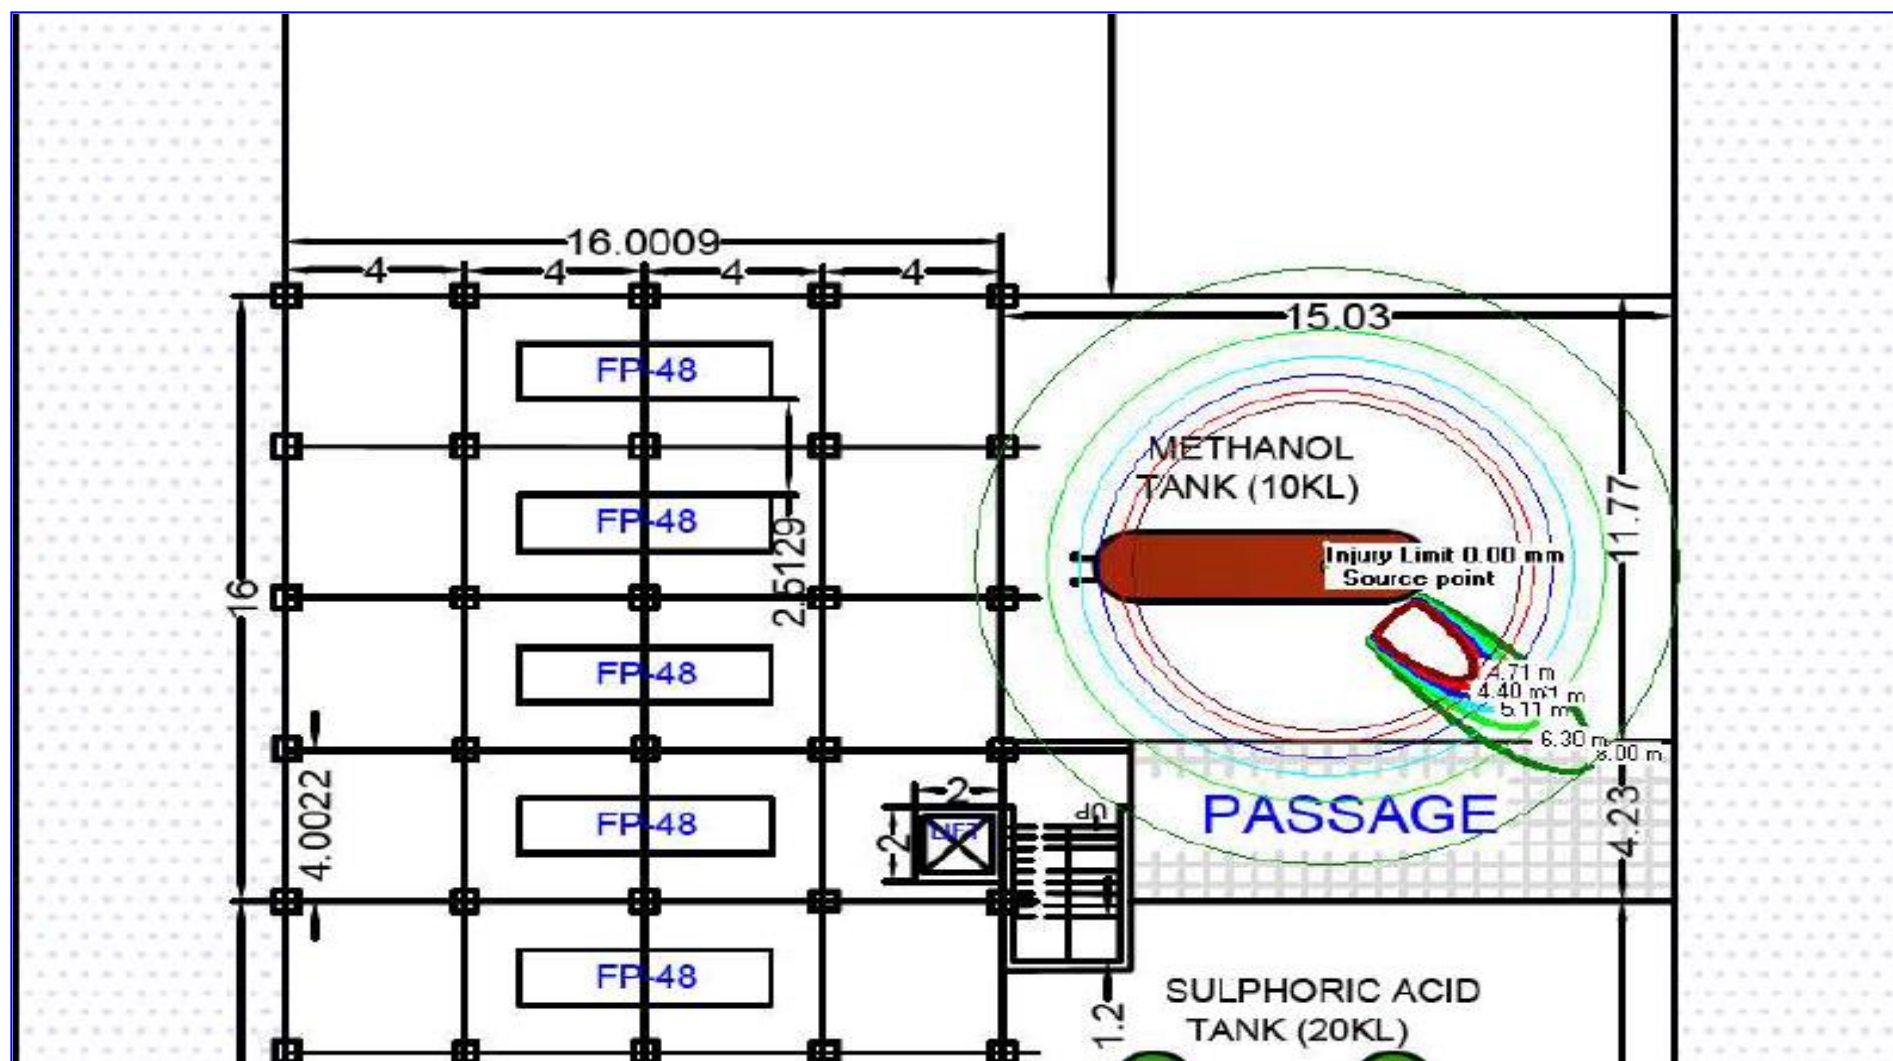 16.0009
4
4
4
4
15.03
FP-48
METHANOL
TANK (10KL)
11.77
FP-48
2.5129
Injury Limit 0.00 mm
Source point
16
FP-48
4.71 m
4.40 m
5.11 m
6.30 m
8.00 m
4.0022
2
UP
PASSAGE
4.23
FP-48
2
LIFT
FP-48
SULPHORIC ACID
TANK (20KL)
1.2